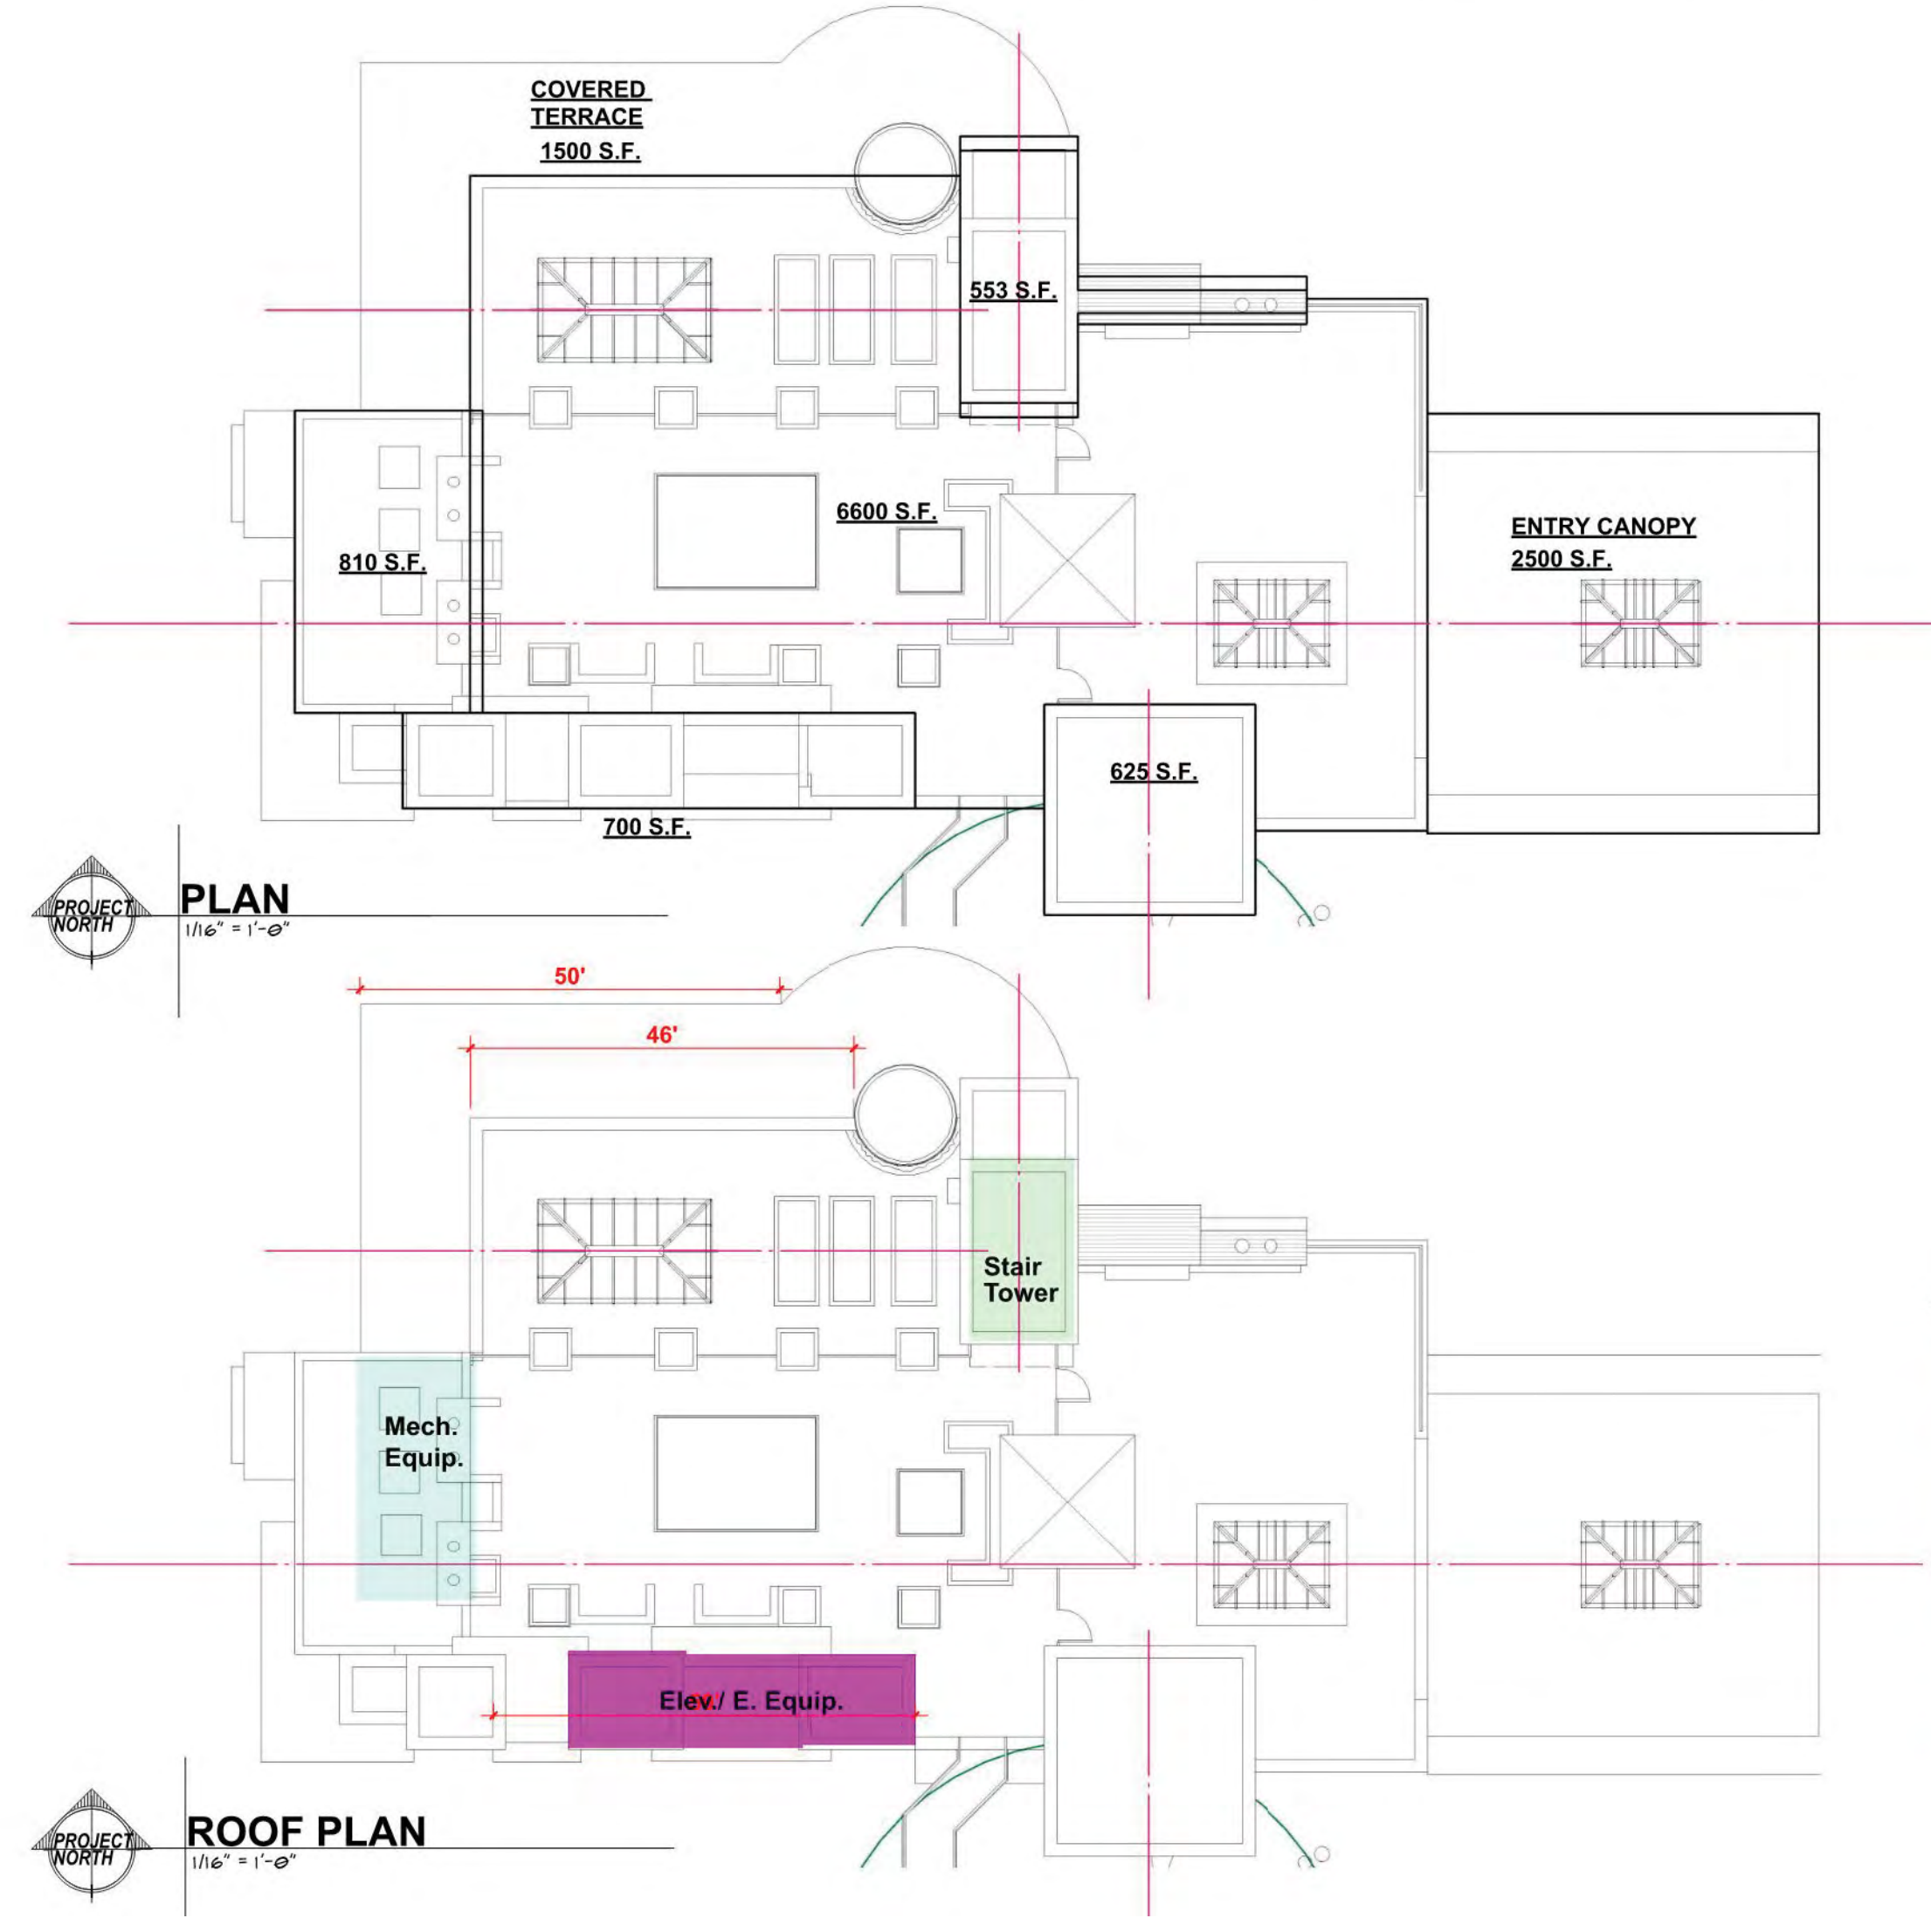 COVERED
TERRACE
1500 S.F.
553 S.F.
6600 S.F.
810 S.F.
ENTRY CANOPY
2500 S.F.
625 S.F.
700 S.F.
PROJECT
NORTH
PLAN
1/16" = 1'-0"
50'
46'
Stair
Tower
Mech.
Equip.
Elev./ E. Equip.
PROJECT
NORTH
ROOF PLAN
1/16" = 1'-0"